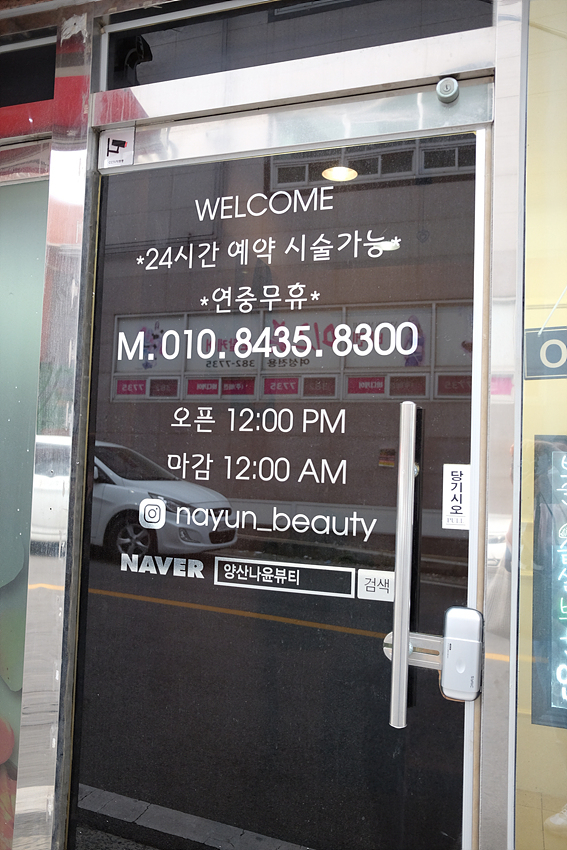 WELCOME
*24시간 예약 시술가능*
*연중무휴*
M. 010. 8435. 8300
오픈 12:00 PM
마감 12:00 AM
nayun_beauty
NAVER 양산나윤뷰티 검색
당기시오
PULL